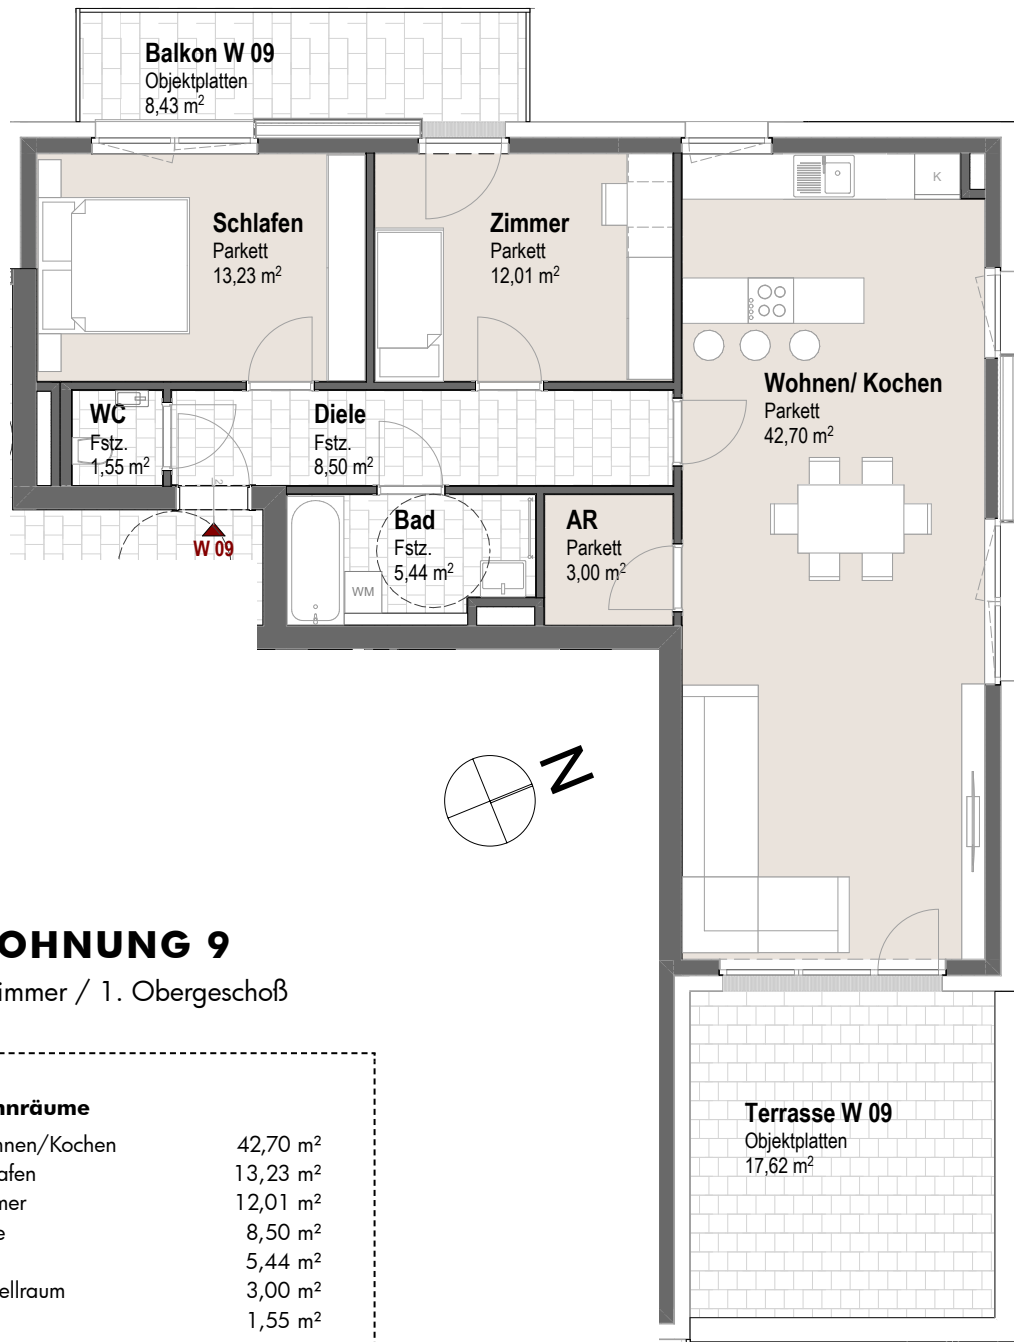 Balkon W 09
Objektplatten
8,43 m²
Schlafen
Parkett
13,23 m²
Zimmer
Parkett
12,01 m²
K
Wohnen/ Kochen
Parkett
42,70 m²
WC
Fstz.
1,55 m²
Diele
Fstz.
8,50 m²
W 09
Bad
Fstz.
5,44 m²
WM
AR
Parkett
3,00 m²
N
OHNUNG 9
immer / 1. Obergeschoß
nnräume
nnen/Kochen 42,70 m²
afen 13,23 m²
mer 12,01 m²
e 8,50 m²
5,44 m²
ellraum 3,00 m²
1,55 m²
Terrasse W 09
Objektplatten
17,62 m²